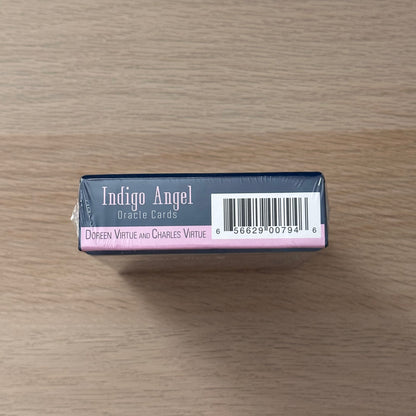 Indigo Angel
Oracle Cards
DOREEN VIRTUE AND CHARLES VIRTUE
6 56629 00794 6